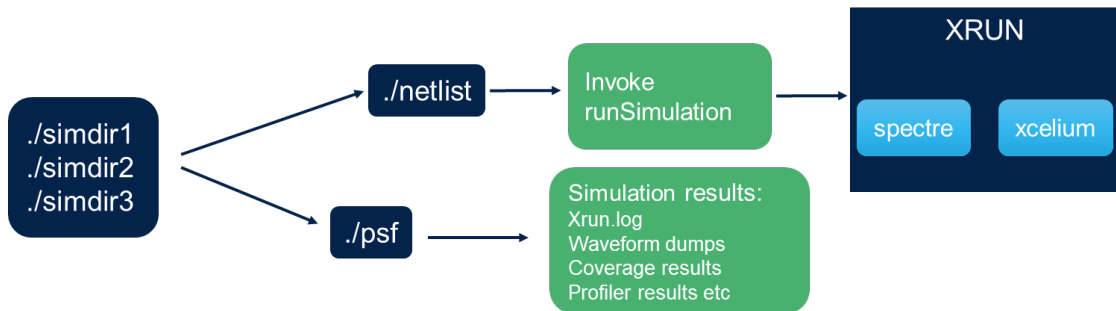 ./simdir1
./simdir2
./simdir3
./netlist
Invoke
runSimulation
XRUN
spectre
xcelium
./psf
Simulation results:
Xrun.log
Waveform dumps
Coverage results
Profiler results etc